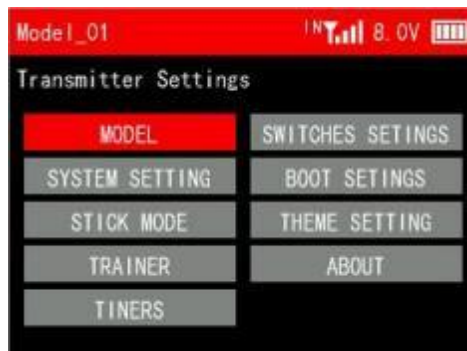 Model_01 IN 8.0V
Transmitter Settings
MODEL SWITCHES SETINGS
SYSTEM SETTING BOOT SETINGS
STICK MODE THEME SETTING
TRAINER ABOUT
TINERS